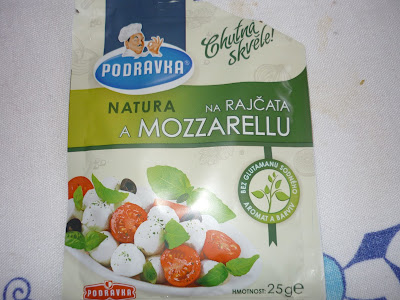 Chutná
skvěle!
PODRAVKA
NATURA NA RAJČATA
A MOZZARELLU
BEZ GLUTAMANU SODNÉHO
AROMAT A BARVIV
PODRAVKA
HMOTNOST: 25g e